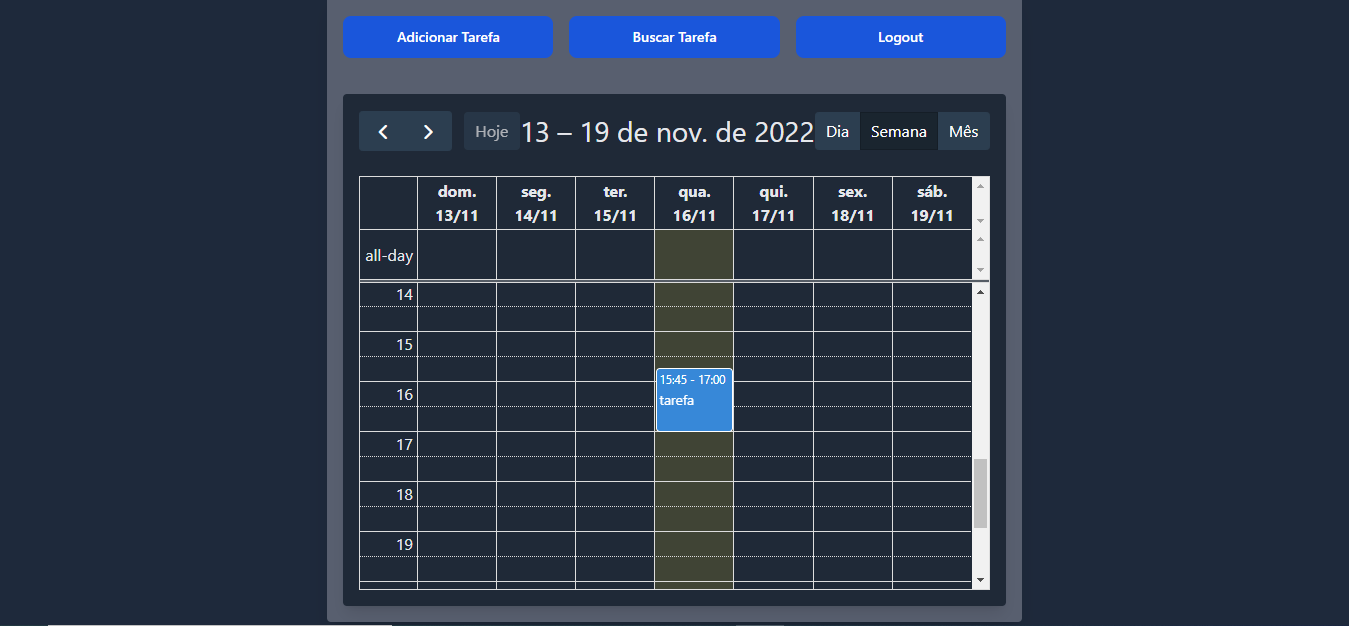 Adicionar Tarefa Buscar Tarefa Logout
Hoje 13 – 19 de nov. de 2022 Dia Semana Mês
dom. seg. ter. qua. qui. sex. sáb.
13/11 14/11 15/11 16/11 17/11 18/11 19/11
all-day
14
15
15:45 - 17:00
16
tarefa
17
18
19